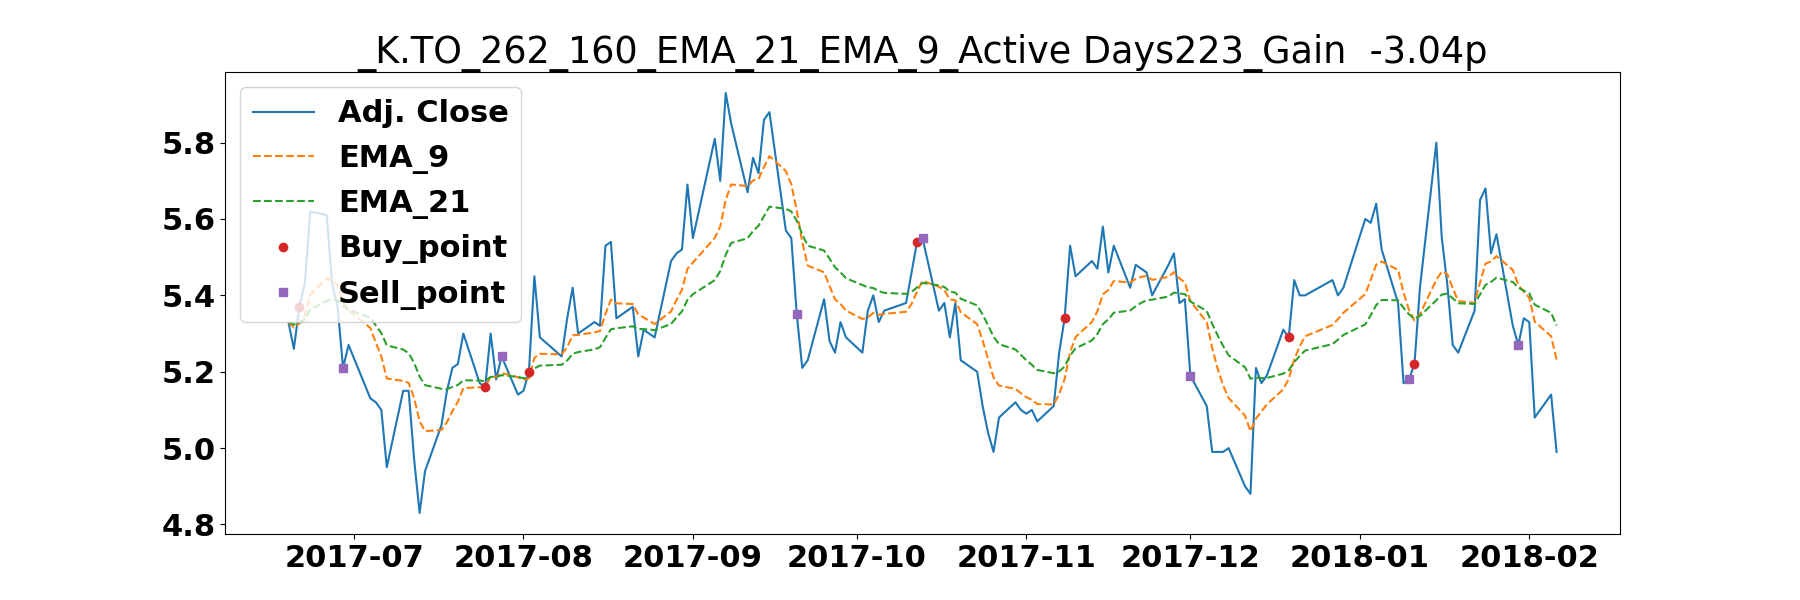 _K.TO_262_160_EMA_21_EMA_9_Active Days223_Gain  -3.04p
Adj. Close
EMA_9
EMA_21
Buy_point
Sell_point
5.8
5.6
5.4
5.2
5.0
4.8
2017-07 2017-08 2017-09 2017-10 2017-11 2017-12 2018-01 2018-02